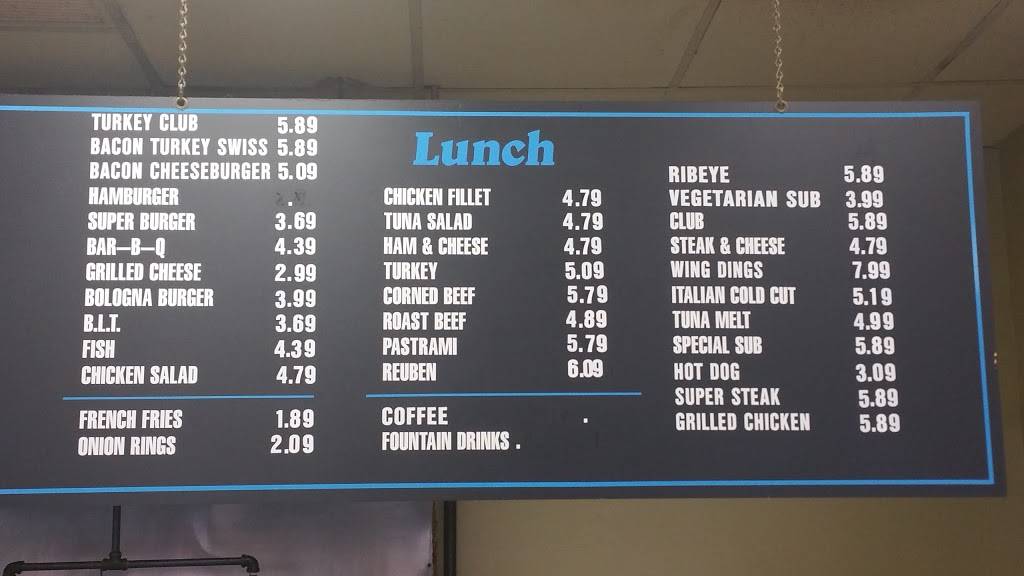 TURKEY CLUB 5.89
BACON TURKEY SWISS 5.89
BACON CHEESEBURGER 5.09
HAMBURGER .
SUPER BURGER 3.69
BAR-B-Q 4.39
GRILLED CHEESE 2.99
BOLOGNA BURGER 3.99
B.L.T. 3.69
FISH 4.39
CHICKEN SALAD 4.79
FRENCH FRIES 1.89
ONION RINGS 2.09
Lunch
CHICKEN FILLET 4.79
TUNA SALAD 4.79
HAM & CHEESE 4.79
TURKEY 5.09
CORNED BEEF 5.79
ROAST BEEF 4.89
PASTRAMI 5.79
REUBEN 6.09
COFFEE .
FOUNTAIN DRINKS .
RIBEYE 5.89
VEGETARIAN SUB 3.99
CLUB 5.89
STEAK & CHEESE 4.79
WING DINGS 7.99
ITALIAN COLD CUT 5.19
TUNA MELT 4.99
SPECIAL SUB 5.89
HOT DOG 3.09
SUPER STEAK 5.89
GRILLED CHICKEN 5.89